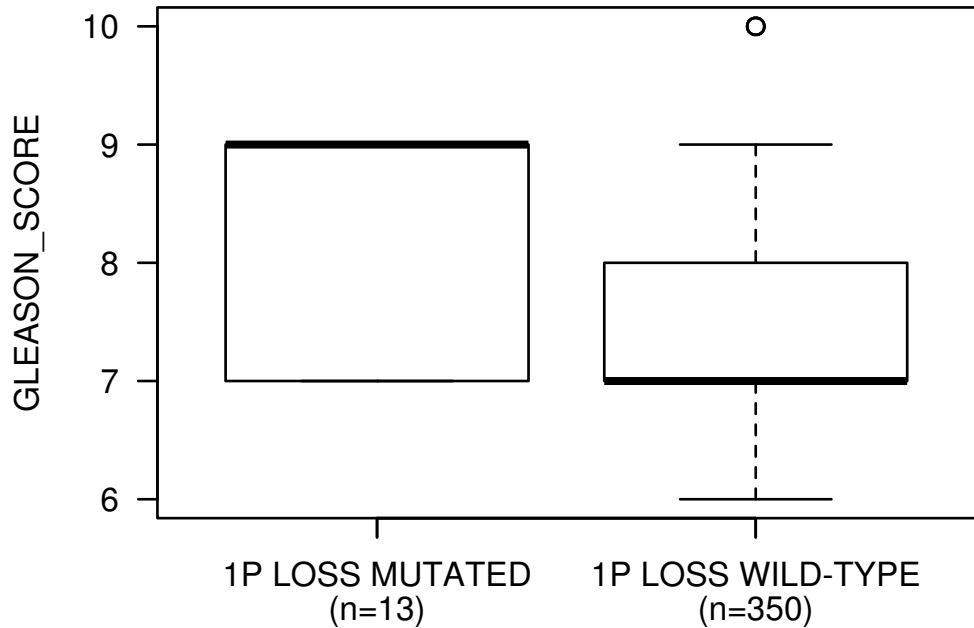 GLEASON_SCORE
10
9
8
7
6
1P LOSS MUTATED
(n=13)
1P LOSS WILD-TYPE
(n=350)